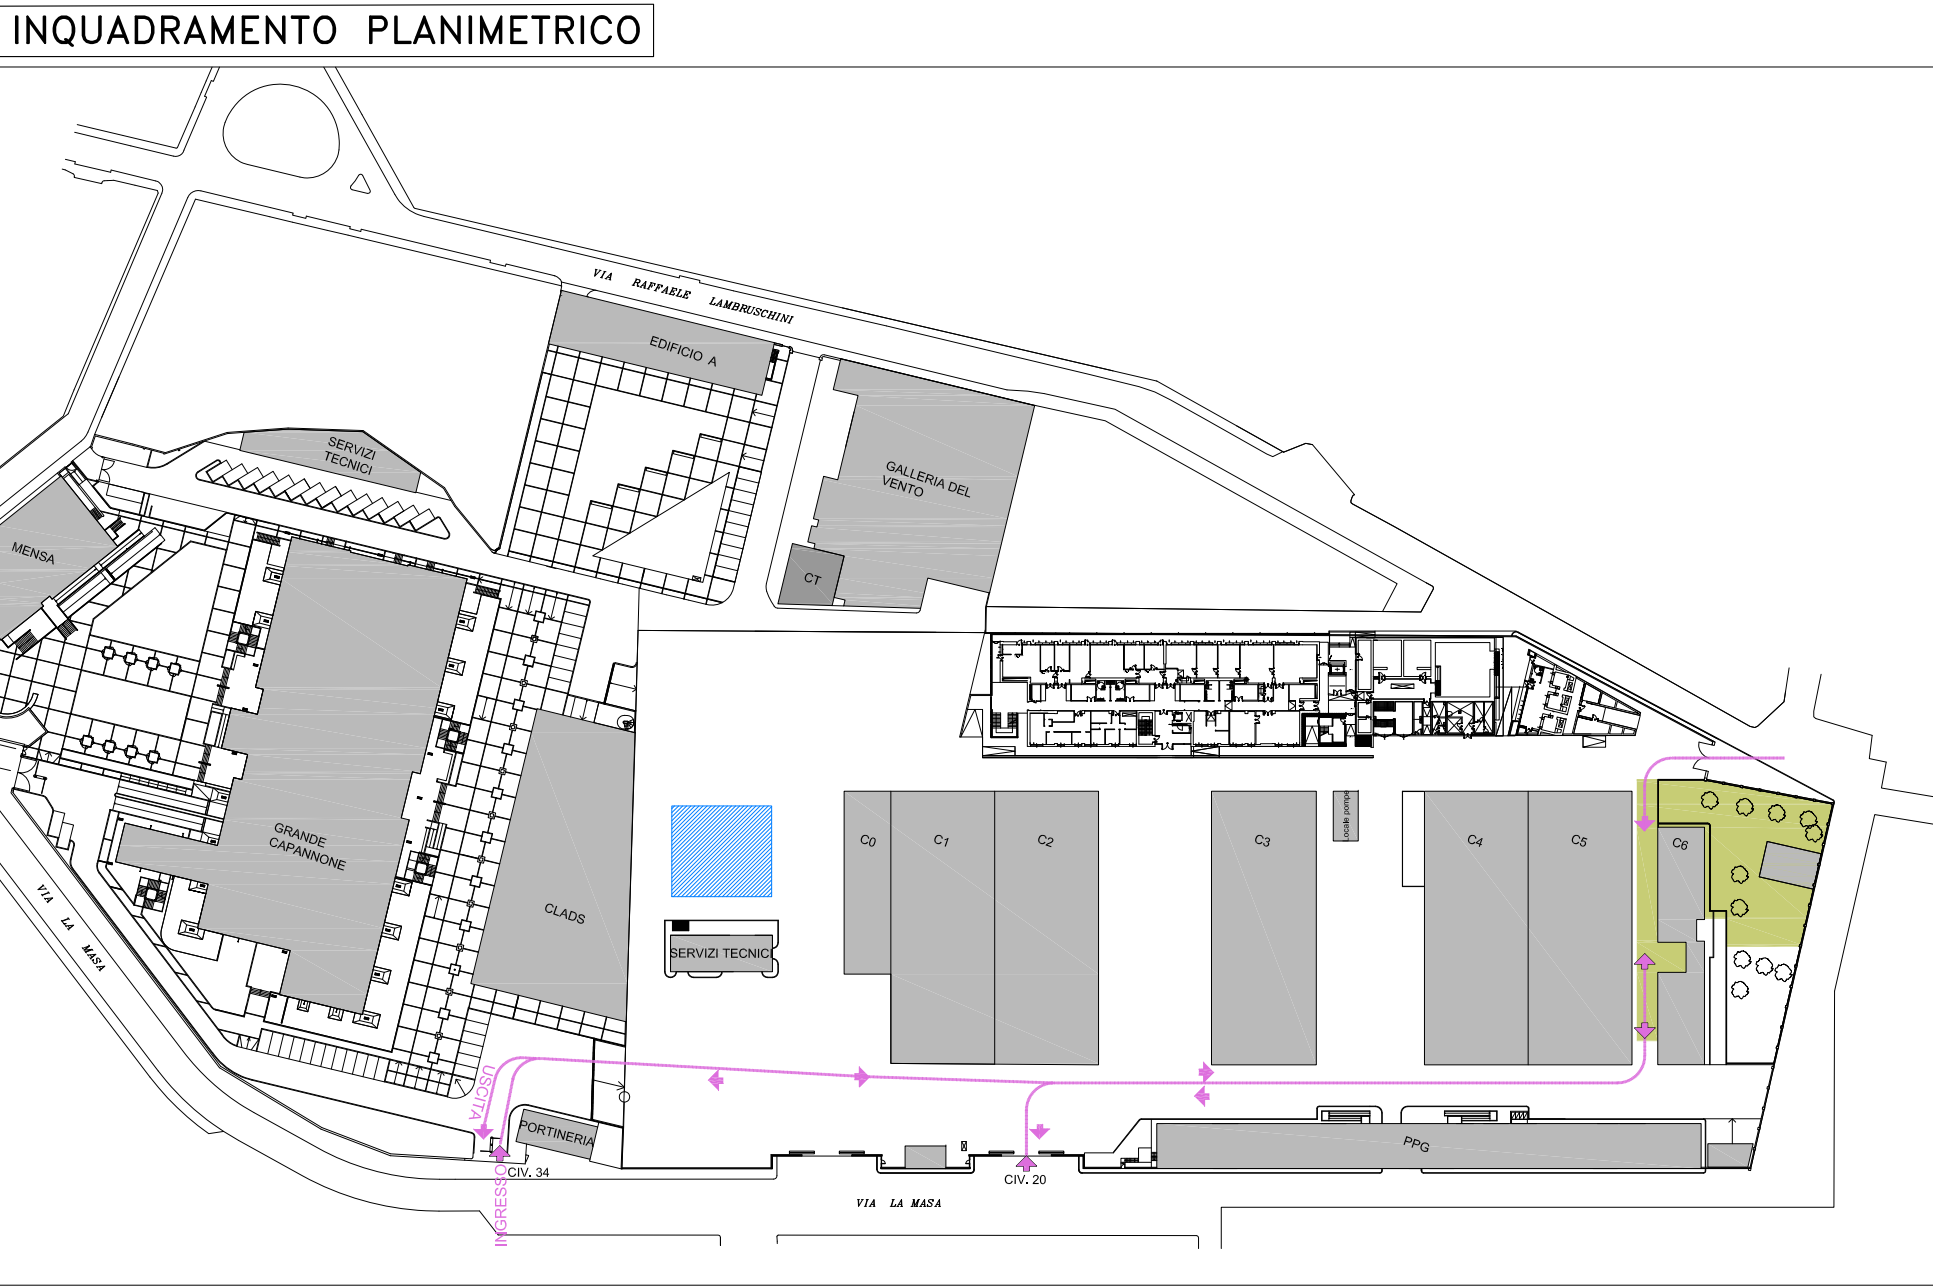 INQUADRAMENTO PLANIMETRICO
VIA RAFFAELE LAMBRUSCHINI
EDIFICIO A
SERVIZI
TECNICI
GALLERIA DEL
VENTO
MENSA
CT
GRANDE
CAPANNONE
CLADS
C0
C1
C2
C3
Locale pompe
C4
C5
C6
VIA LA MASA
SERVIZI TECNICI
USCITA
PORTINERIA
PPG
INGRESSO
CIV. 34
CIV. 20
VIA LA MASA